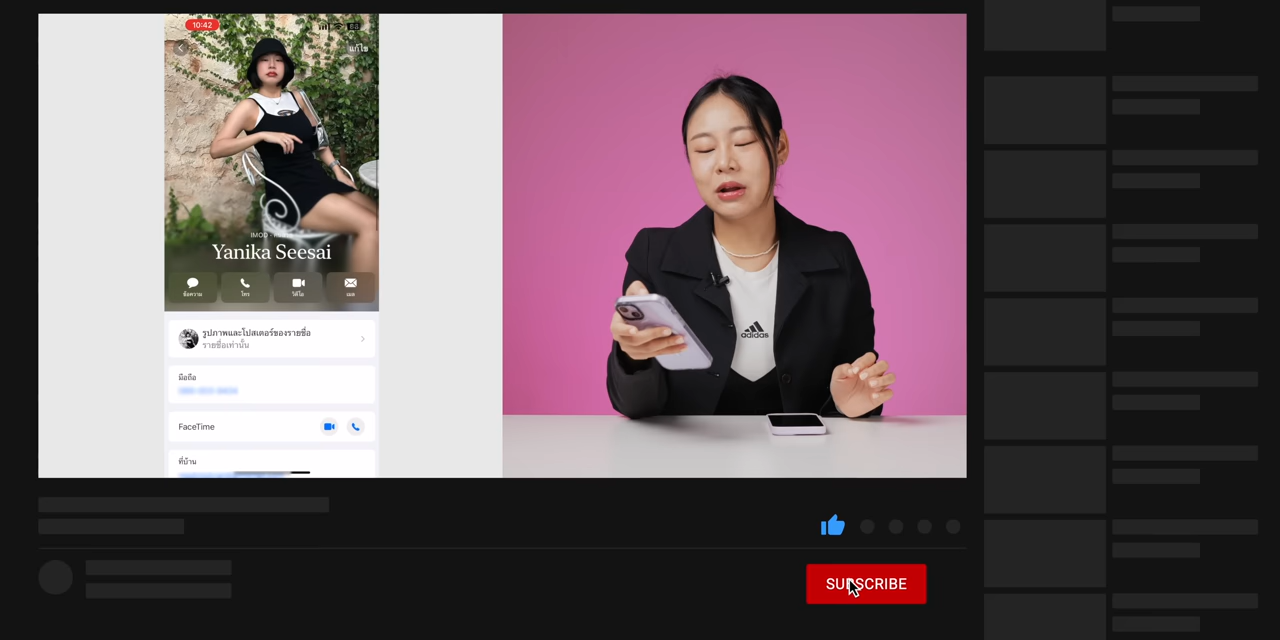 10:42
แก้ไข
Yanika Seesai
ข้อความ
โทร
วิดีโอ
เมล
รูปภาพและโปสเตอร์ของรายชื่อ
รายชื่อเท่านั้น
มือถือ
FaceTime
ที่บ้าน
adidas
SUBSCRIBE